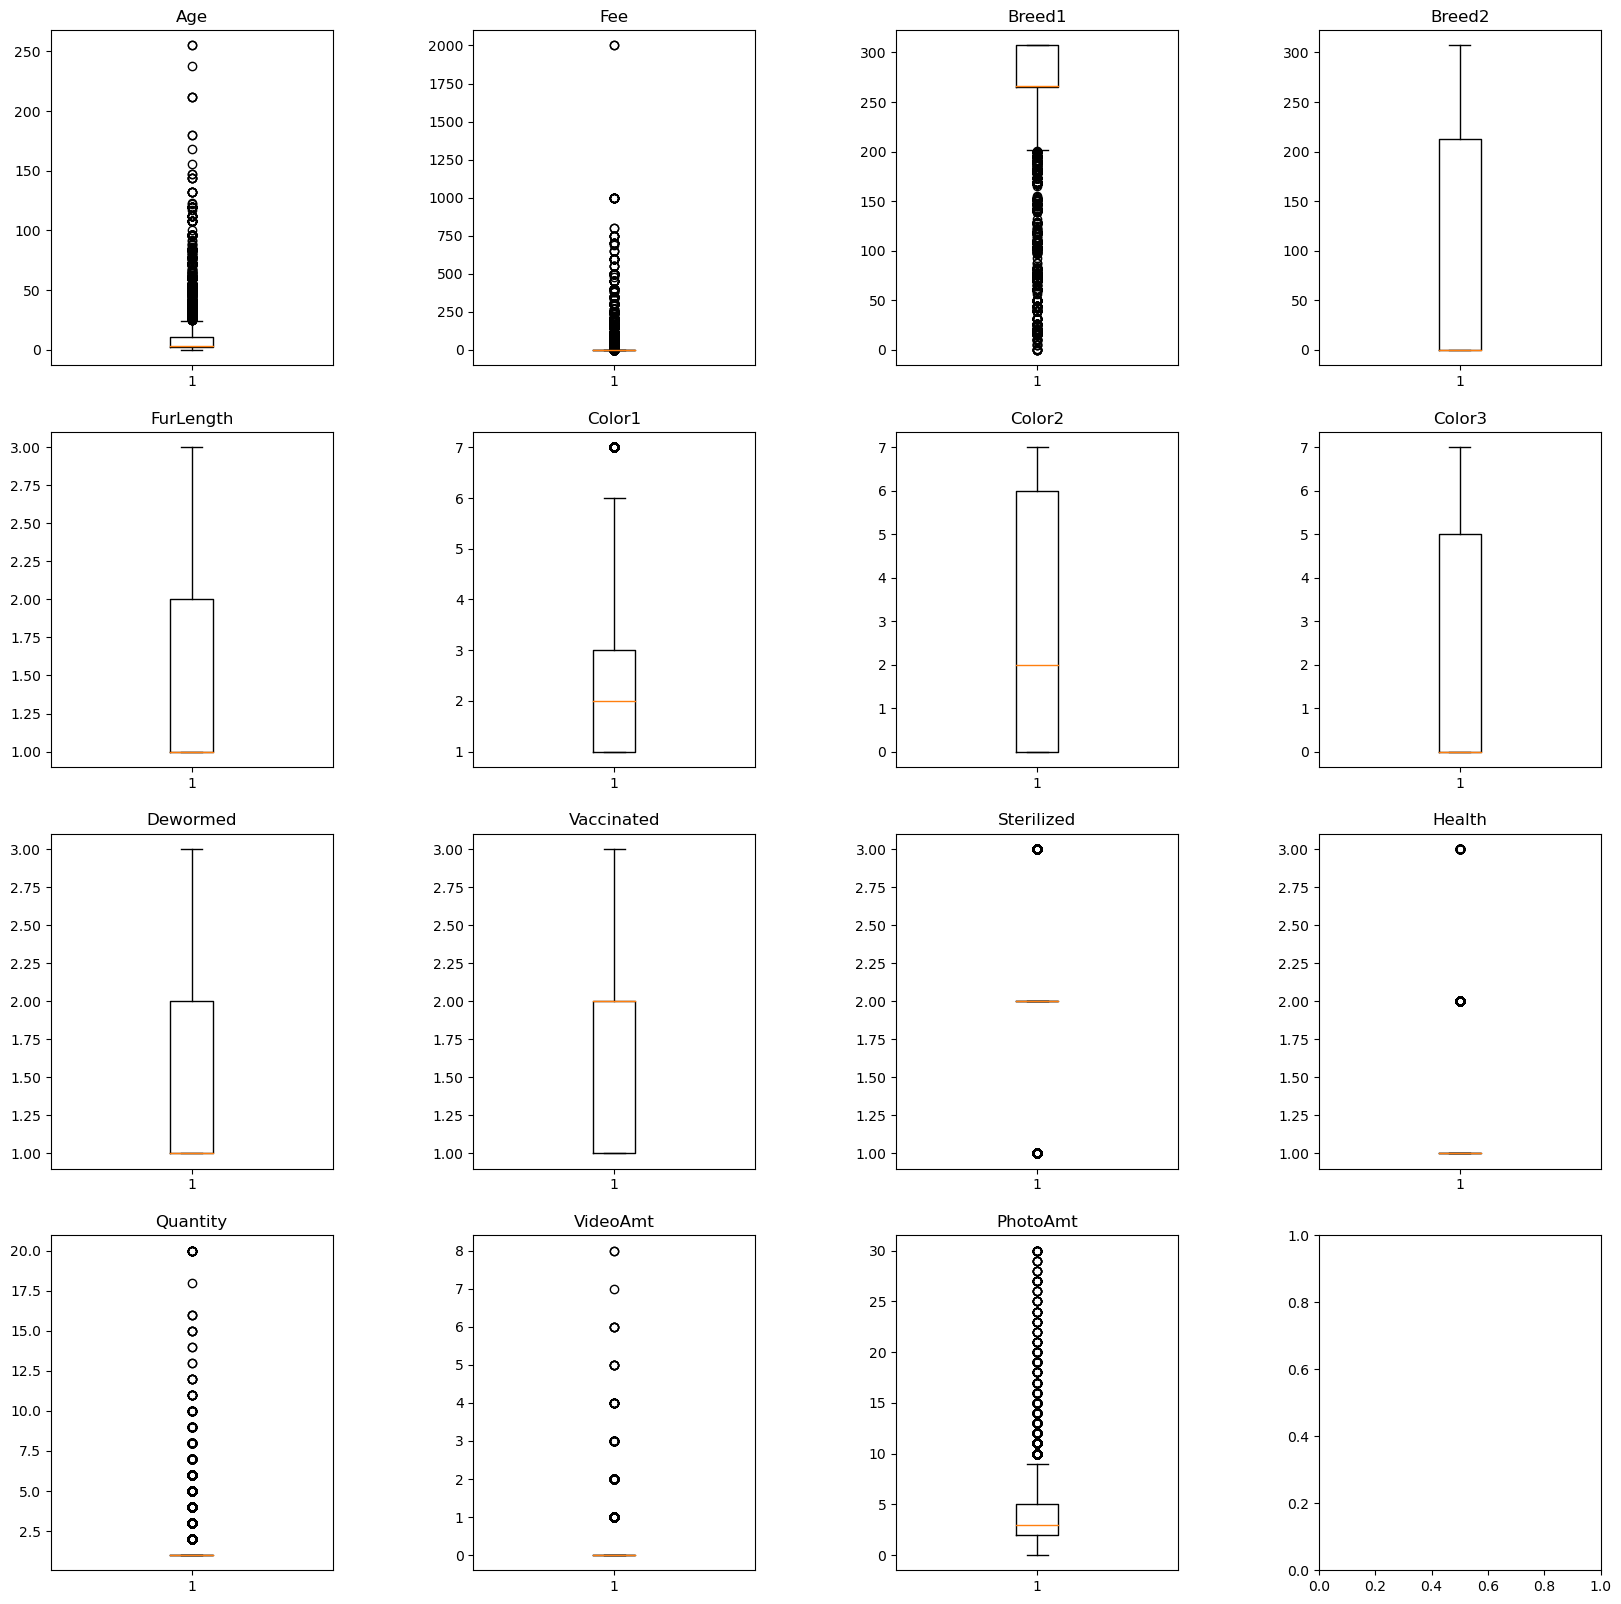 Age Fee Breed1 Breed2
250 2000 300 300
200 1750 250 250
150 1500 200 200
100 1250 150 150
50 1000 100 100
0 750 50 50
500 0 0
250
0
1 1 1 1
FurLength Color1 Color2 Color3
3.00 7 7 7
2.75 6 6 6
2.50 5 5 5
2.25 4 4 4
2.00 3 3 3
1.75 2 2 2
1.50 1 1 1
1.25 0 0
1.00
1 1 1 1
Dewormed Vaccinated Sterilized Health
3.00 3.00 3.00 3.00
2.75 2.75 2.75 2.75
2.50 2.50 2.50 2.50
2.25 2.25 2.25 2.25
2.00 2.00 2.00 2.00
1.75 1.75 1.75 1.75
1.50 1.50 1.50 1.50
1.25 1.25 1.25 1.25
1.00 1.00 1.00 1.00
1 1 1 1
Quantity VideoAmt PhotoAmt
20.0 8 30 1.0
17.5 7 25 0.8
15.0 6 20 0.6
12.5 5 15 0.4
10.0 4 10 0.2
7.5 3 5 0.0
5.0 2 0
2.5 1
0
1 1 1 0.0 0.2 0.4 0.6 0.8 1.0